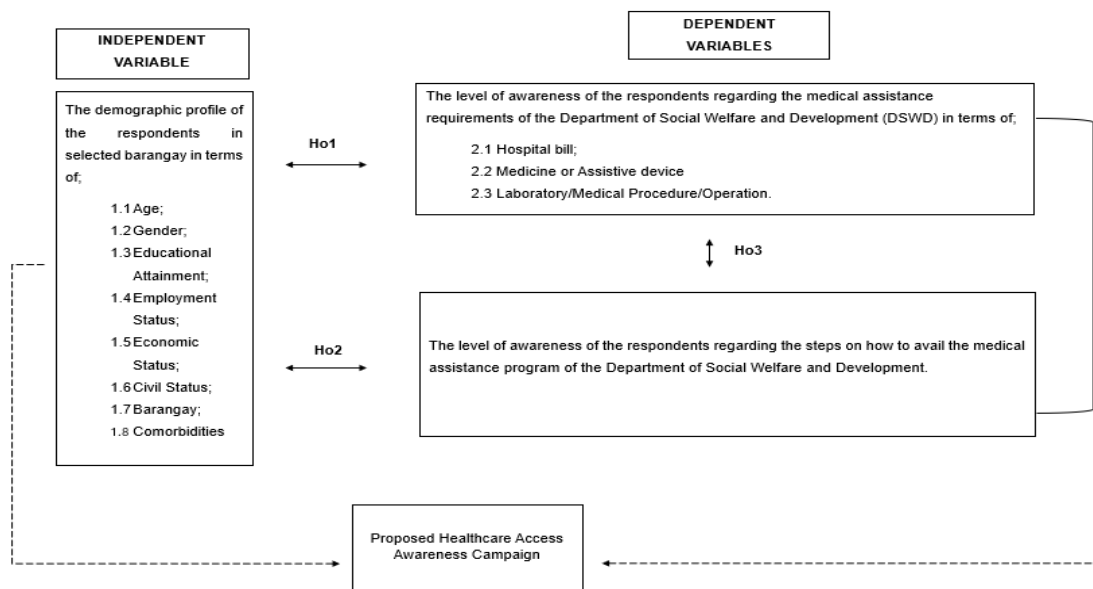 INDEPENDENT
VARIABLE
The demographic profile of
the respondents in
selected barangay in terms
of;
1.1 Age;
1.2 Gender;
1.3 Educational
Attainment;
1.4 Employment
Status;
1.5 Economic
Status;
1.6 Civil Status;
1.7 Barangay;
1.8 Comorbidities
Ho1
Ho2
DEPENDENT
VARIABLES
The level of awareness of the respondents regarding the medical assistance
requirements of the Department of Social Welfare and Development (DSWD) in terms of;
2.1 Hospital bill;
2.2 Medicine or Assistive device
2.3 Laboratory/Medical Procedure/Operation.
Ho3
The level of awareness of the respondents regarding the steps on how to avail the medical
assistance program of the Department of Social Welfare and Development.
Proposed Healthcare Access
Awareness Campaign